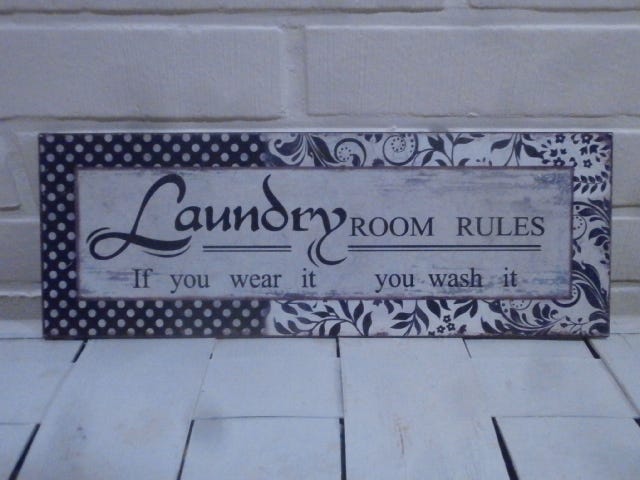 Laundry ROOM RULES
If you wear it you wash it